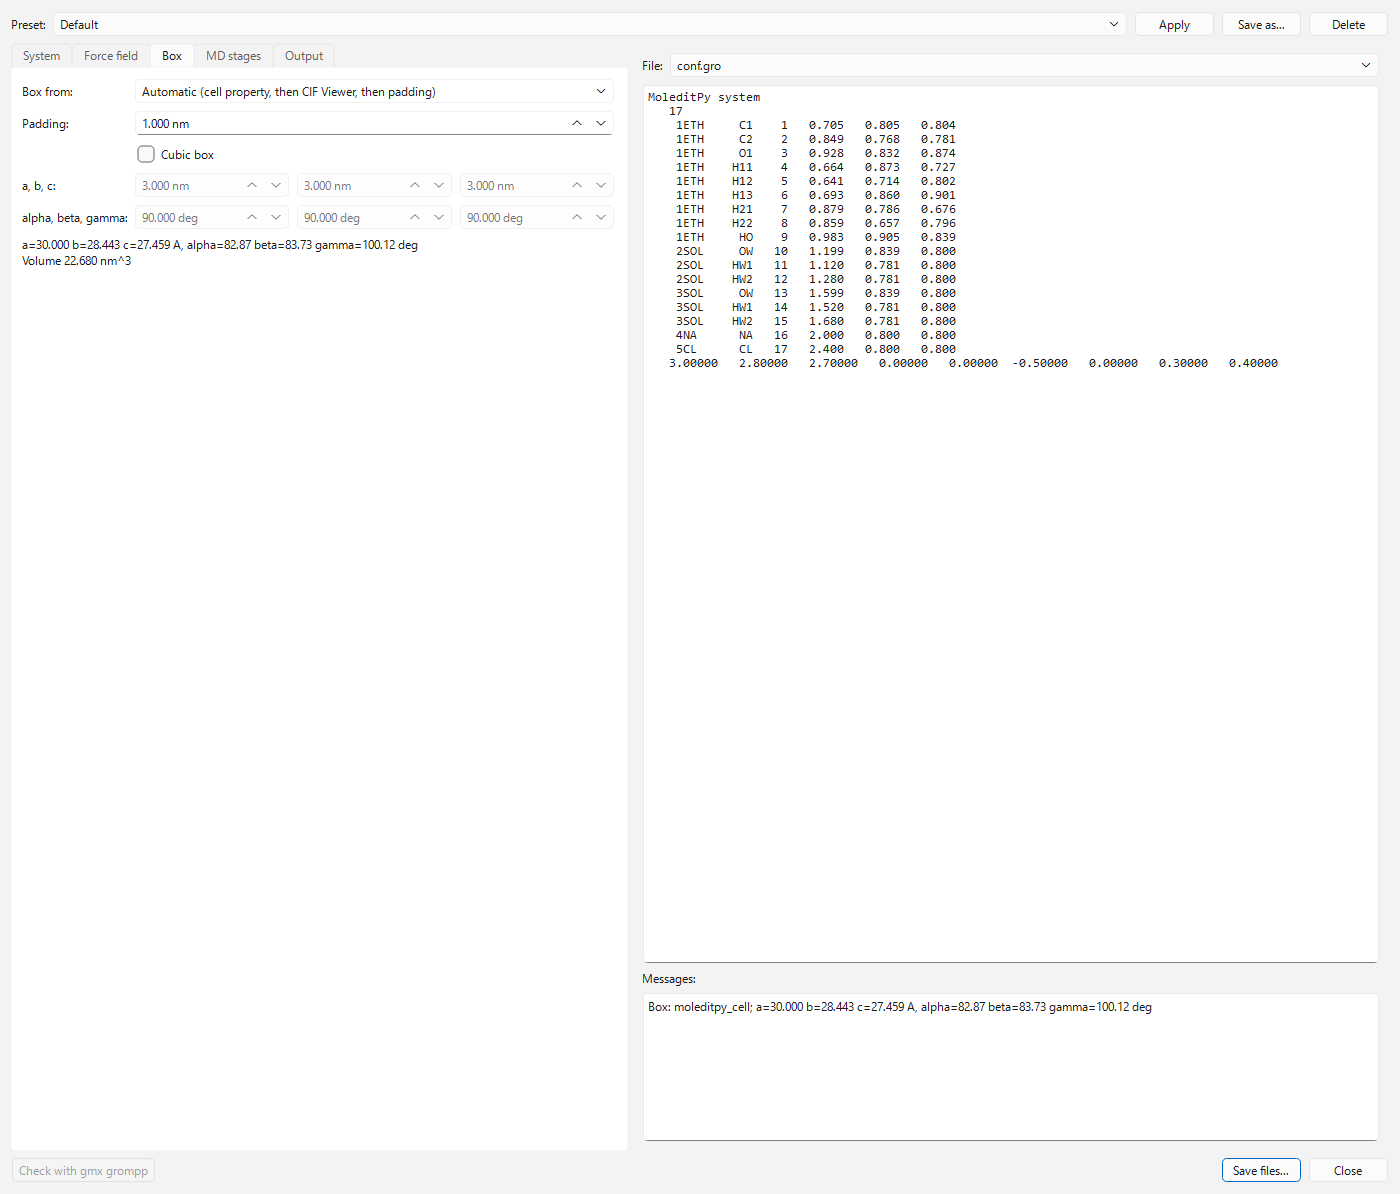 Preset: Default Apply Save as... Delete
System Force field Box MD stages Output
Box from: Automatic (cell property, then CIF Viewer, then padding)
Padding: 1.000 nm
Cubic box
a, b, c: 3.000 nm 3.000 nm 3.000 nm
alpha, beta, gamma: 90.000 deg 90.000 deg 90.000 deg
a=30.000 b=28.443 c=27.459 A, alpha=82.87 beta=83.73 gamma=100.12 deg
Volume 22.680 nm^3
File: conf.gro
MoleditPy system
17
1ETH C1 1 0.705 0.805 0.804
1ETH C2 2 0.849 0.768 0.781
1ETH O1 3 0.928 0.832 0.874
1ETH H11 4 0.664 0.873 0.727
1ETH H12 5 0.641 0.714 0.802
1ETH H13 6 0.693 0.860 0.901
1ETH H21 7 0.879 0.786 0.676
1ETH H22 8 0.859 0.657 0.796
1ETH HO 9 0.983 0.905 0.839
2SOL OW 10 1.199 0.839 0.800
2SOL HW1 11 1.120 0.781 0.800
2SOL HW2 12 1.280 0.781 0.800
3SOL OW 13 1.599 0.839 0.800
3SOL HW1 14 1.520 0.781 0.800
3SOL HW2 15 1.680 0.781 0.800
4NA NA 16 2.000 0.800 0.800
5CL CL 17 2.400 0.800 0.800
3.00000 2.80000 2.70000 0.00000 0.00000 -0.50000 0.00000 0.30000 0.40000
Messages:
Box: moleditpy_cell; a=30.000 b=28.443 c=27.459 A, alpha=82.87 beta=83.73 gamma=100.12 deg
Check with gmx grompp Save files... Close